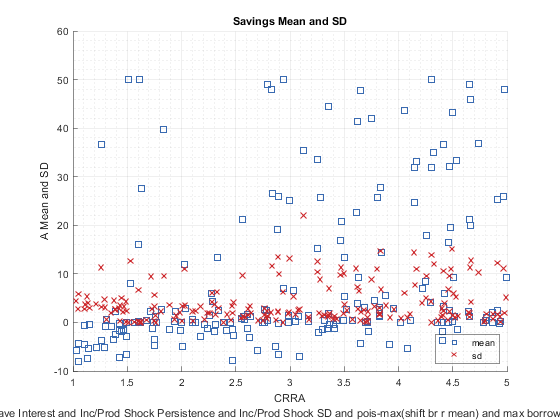 Savings Mean and SD
60
50
40
30
20
10
0
-10
A Mean and SD
1 1.5 2 2.5 3 3.5 4 4.5 5
CRRA
mean
sd
ave Interest and Inc/Prod Shock Persistence and Inc/Prod Shook SD and pois-max(shift br r mean) and max borrow